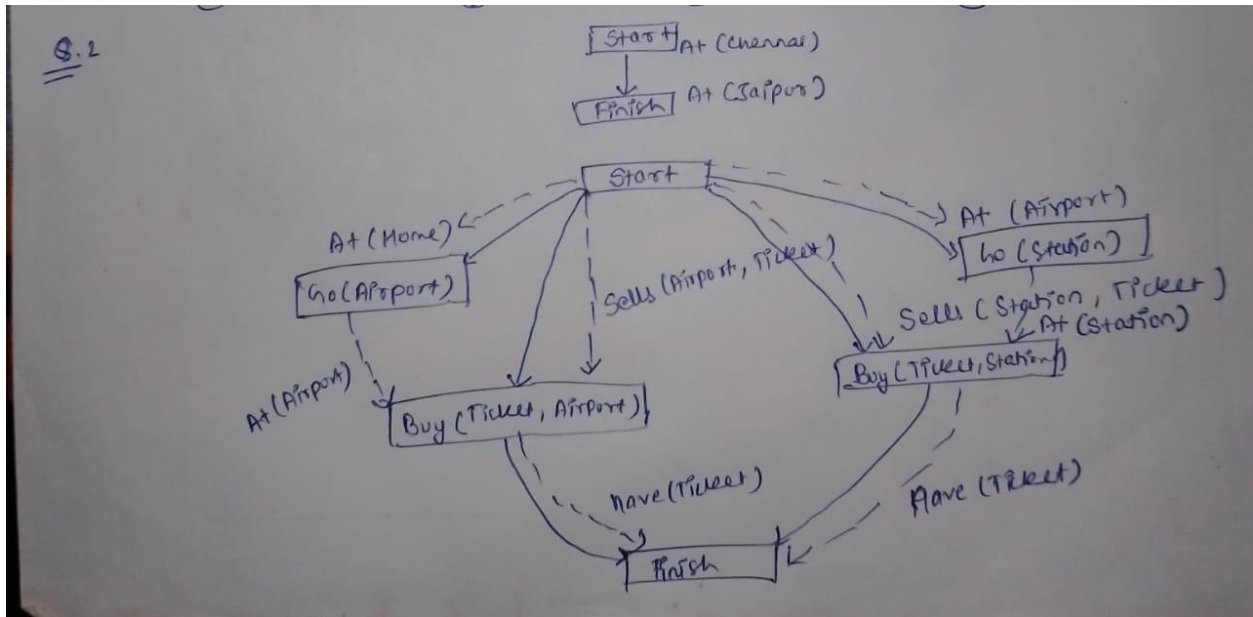 Q.2
Start At (Chennai)
Finish At (Jaipur)
Start
At (Home)
At (Airport)
Go (Airport)
Go (Station)
Sells (Airport, Ticket)
Sells (Station, Ticket)
At (Station)
At (Airport)
Buy (Ticket, Station)
Buy (Ticket, Airport)
Have (Ticket)
Have (Ticket)
Finish